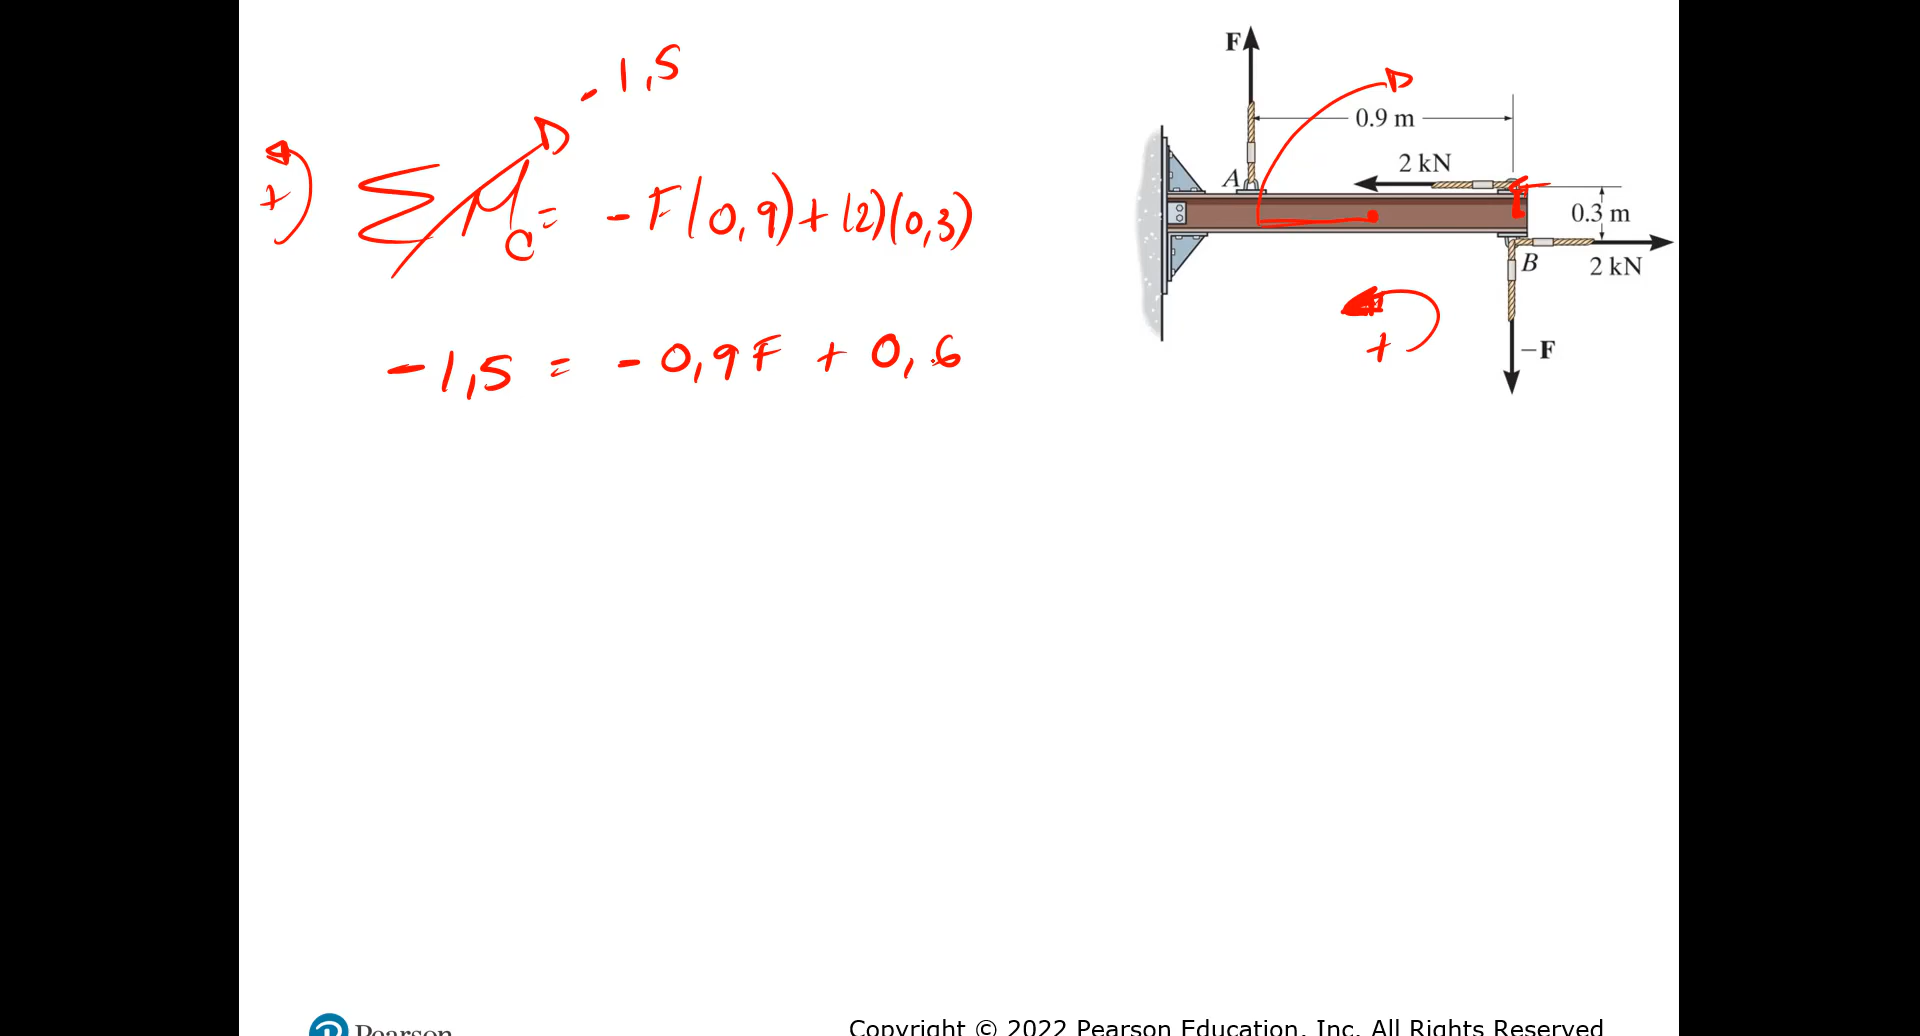 -1,5
+
ΣM_C = -F(0,9)+(2)(0,3)
-1,5 = -0,9F + 0,6
F
0.9 m
2 kN
A
0.3 m
B
2 kN
+
−F
Pearson
Copyright © 2022 Pearson Education, Inc. All Rights Reserved